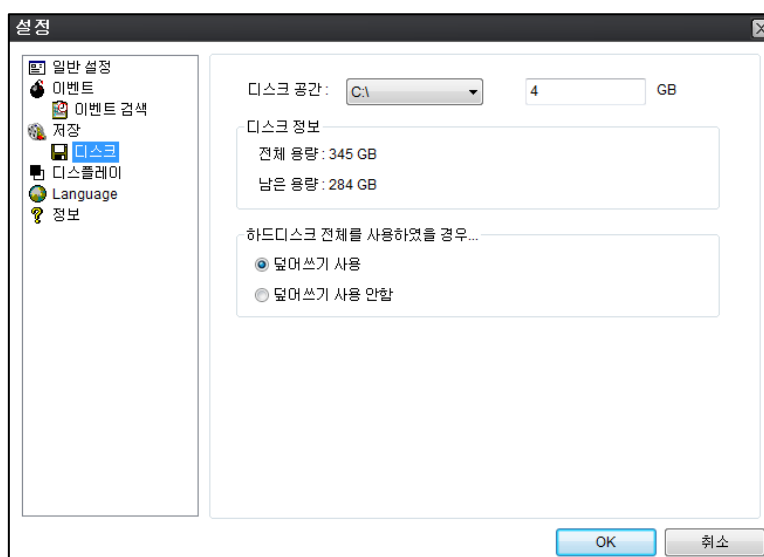 설정
일반 설정
이벤트
이벤트 검색
저장
디스크
디스플레이
Language
정보
디스크 공간 : C:\ 4 GB
디스크 정보
전체 용량 : 345 GB
남은 용량 : 284 GB
하드디스크 전체를 사용하였을 경우...
덮어쓰기 사용
덮어쓰기 사용 안함
OK 취소